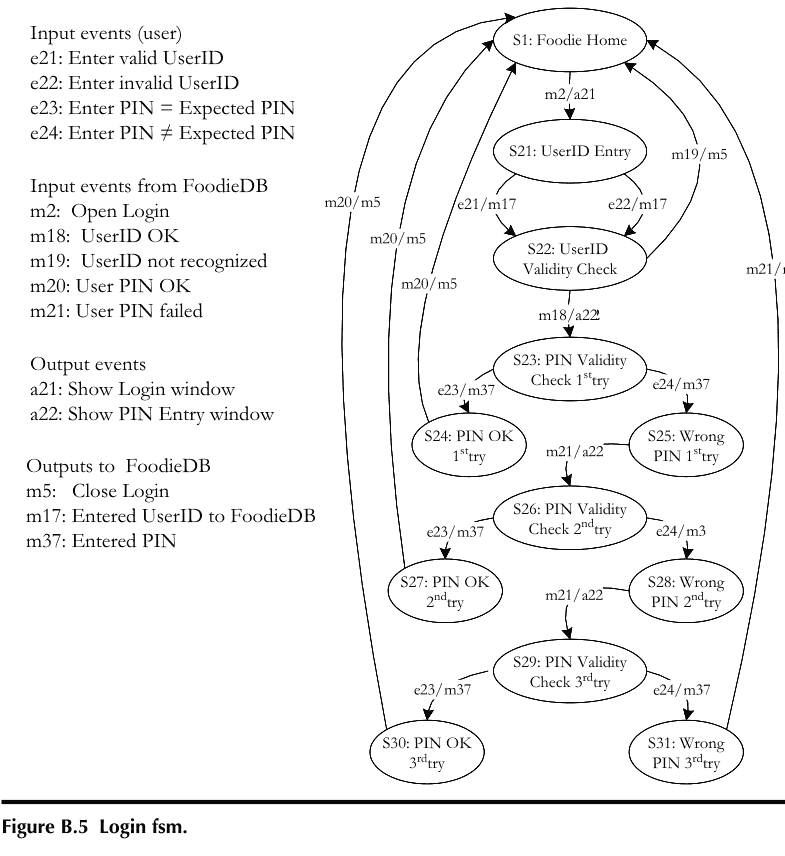 Input events (user)
e21: Enter valid UserID
e22: Enter invalid UserID
e23: Enter PIN = Expected PIN
e24: Enter PIN ≠ Expected PIN
Input events from FoodieDB
m2: Open Login
m18: UserID OK
m19: UserID not recognized
m20: User PIN OK
m21: User PIN failed
Output events
a21: Show Login window
a22: Show PIN Entry window
Outputs to FoodieDB
m5: Close Login
m17: Entered UserID to FoodieDB
m37: Entered PIN
S1: Foodie Home
m2/a21
S21: UserID Entry
m19/m5
e21/m17
e22/m17
m20/m5
m20/m5
m20/m5
S22: UserID
Validity Check
m21/
m18/a22
S23: PIN Validity
Check 1st try
e23/m37
e24/m37
S24: PIN OK
1st try
S25: Wrong
PIN 1st try
m21/a22
S26: PIN Validity
Check 2nd try
e23/m37
e24/m3
S27: PIN OK
2nd try
S28: Wrong
PIN 2nd try
m21/a22
S29: PIN Validity
Check 3rd try
e23/m37
e24/m37
S30: PIN OK
3rd try
S31: Wrong
PIN 3rd try
Figure B.5 Login fsm.